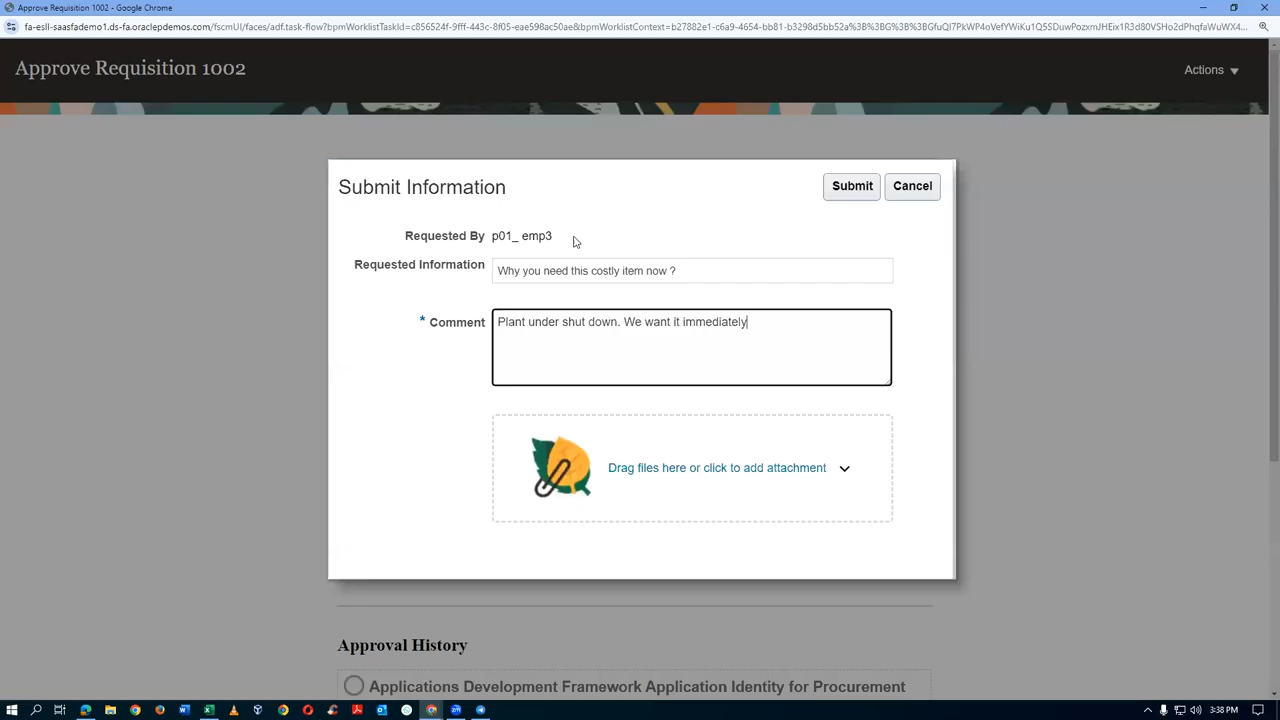 Approve Requisition 1002 - Google Chrome
Approve Requisition 1002
Actions
Submit Information
Submit
Cancel
Requested By p01_ emp3
Requested Information Why you need this costly item now ?
* Comment Plant under shut down. We want it immediately
Drag files here or click to add attachment
Approval History
Applications Development Framework Application Identity for Procurement
3:38 PM